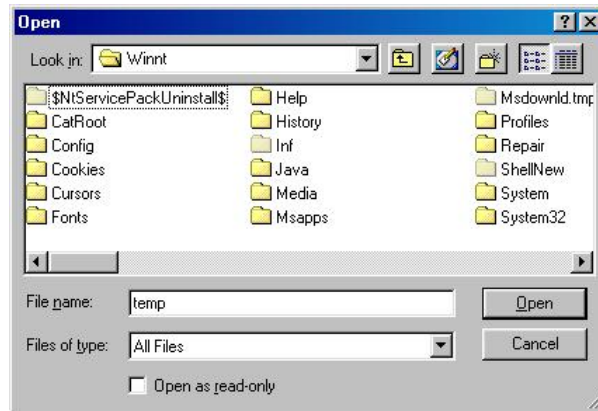 Open
Look in: Winnt
$NtServicePackUninstall$ Help Msdownld.tmp
CatRoot History Profiles
Config Inf Repair
Cookies Java ShellNew
Cursors Media System
Fonts Msapps System32
File name: temp Open
Files of type: All Files Cancel
Open as read-only